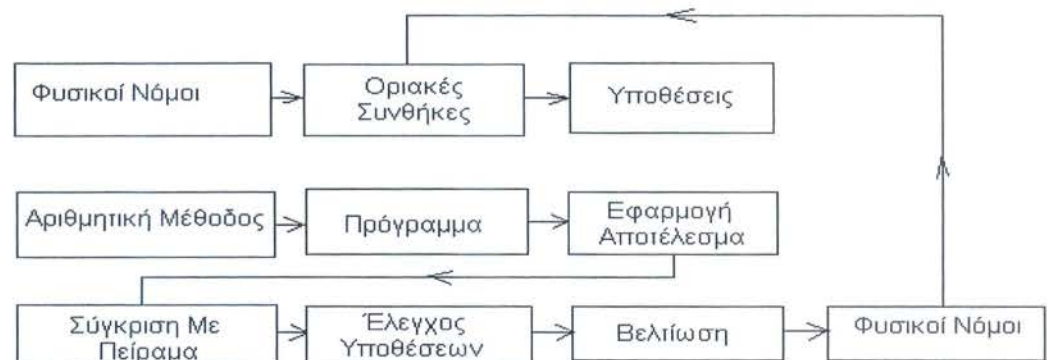 Φυσικοί Νόμοι
Οριακές
Συνθήκες
Υποθέσεις
Αριθμητική Μέθοδος
Πρόγραμμα
Εφαρμογή
Αποτέλεσμα
Σύγκριση Με
Πείραμα
Έλεγχος
Υποθέσεων
Βελτίωση
Φυσικοί Νόμοι